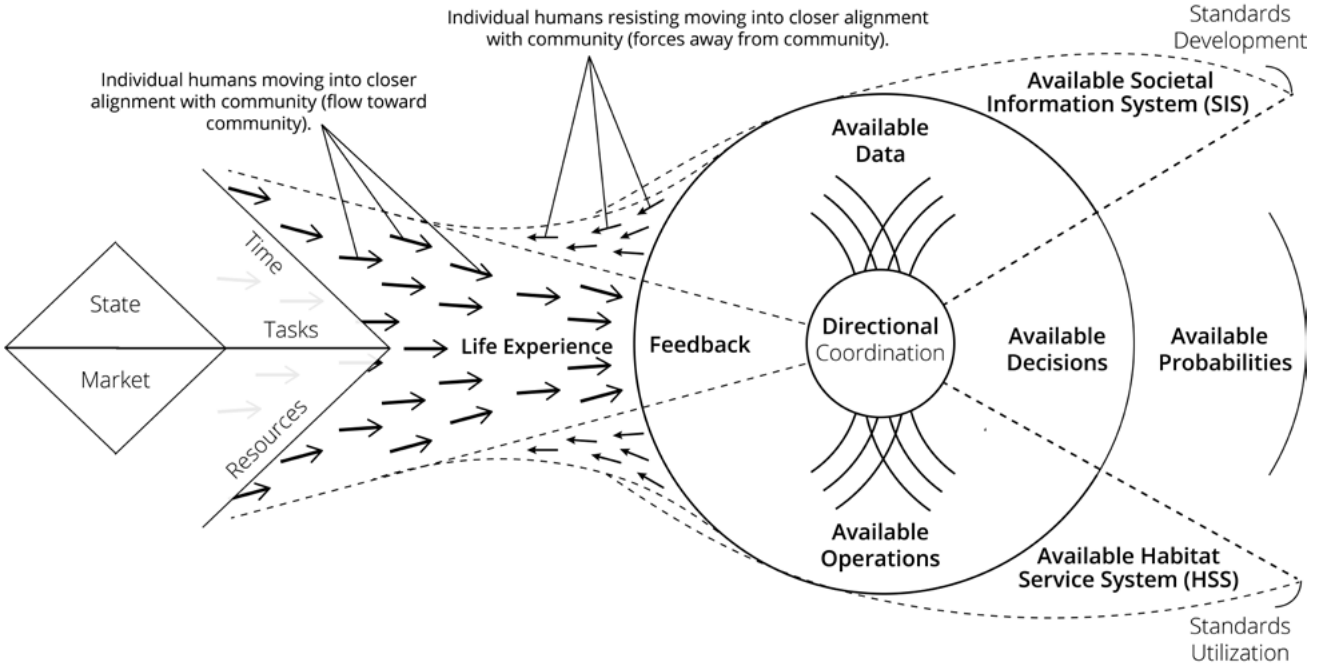 Individual humans resisting moving into closer alignment
with community (forces away from community).
Standards
Development
Individual humans moving into closer
alignment with community (flow toward
community).
Available Societal
Information System (SIS)
Available
Data
Time
State
Tasks
Market
Resources
Life Experience
Feedback
Directional
Coordination
Available
Decisions
Available
Probabilities
Available
Operations
Available Habitat
Service System (HSS)
Standards
Utilization